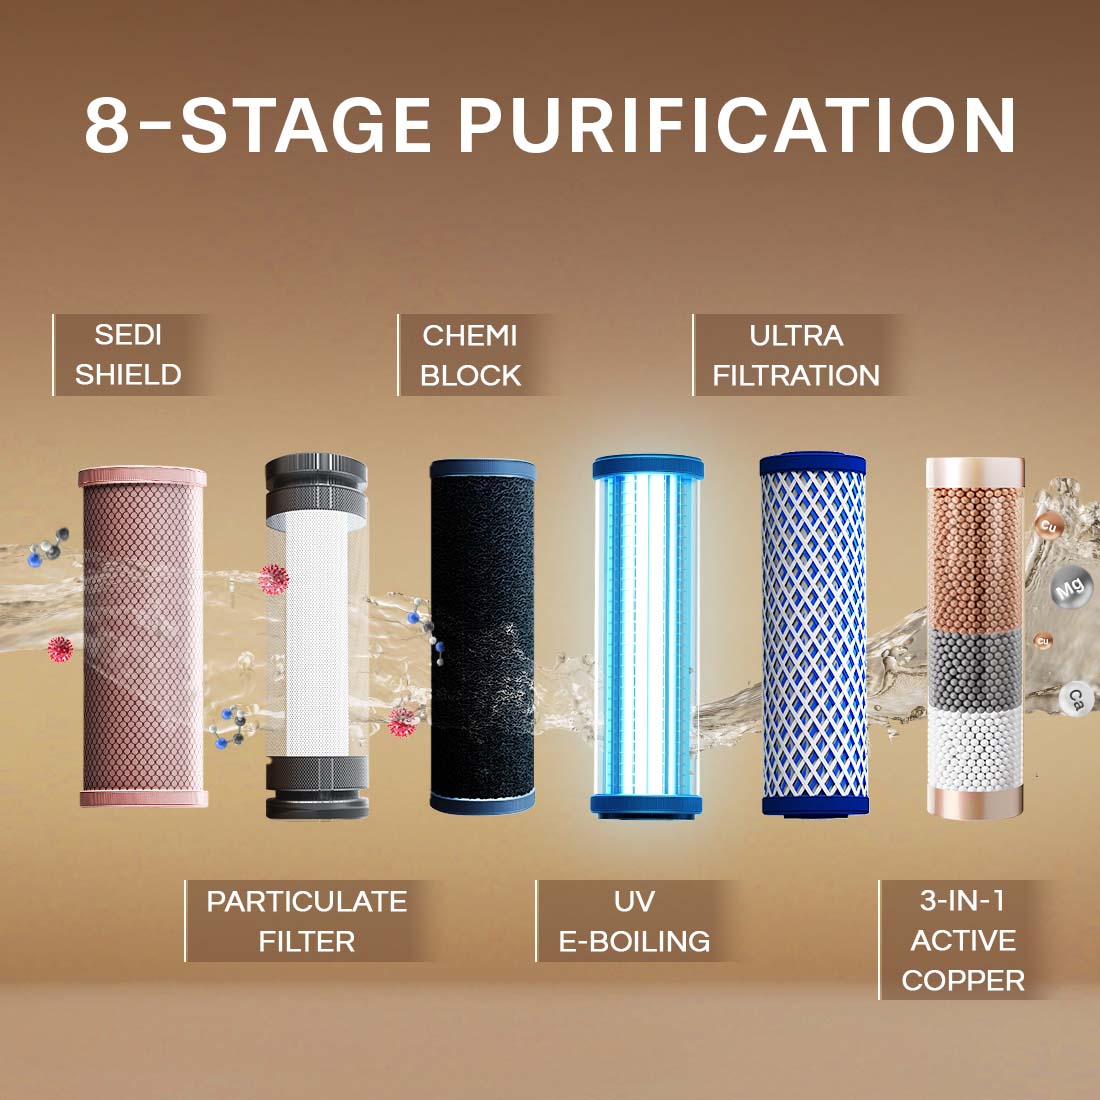 8-STAGE PURIFICATION
SEDI
SHIELD
CHEMI
BLOCK
ULTRA
FILTRATION
Cu
Mg
Cu
Ca
PARTICULATE
FILTER
UV
E-BOILING
3-IN-1
ACTIVE
COPPER